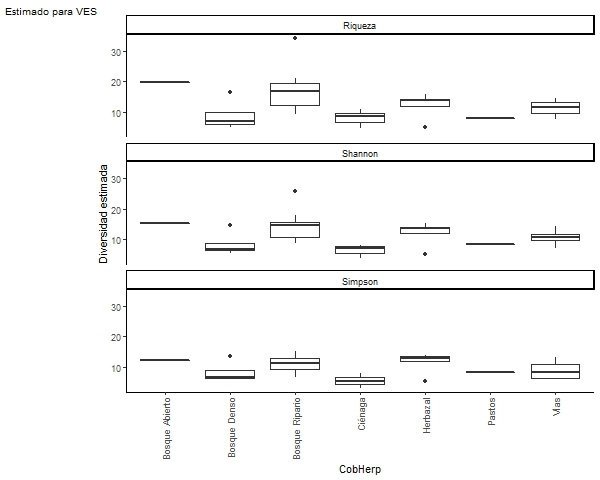 Estimado para VES
Riqueza
30
20
10
Shannon
30
20
10
Simpson
30
20
10
Diversidad estimada
Bosque Abierto
Bosque Denso
Bosque Ripario
Ciénaga
Herbazal
Pastos
Vias
CobHerp